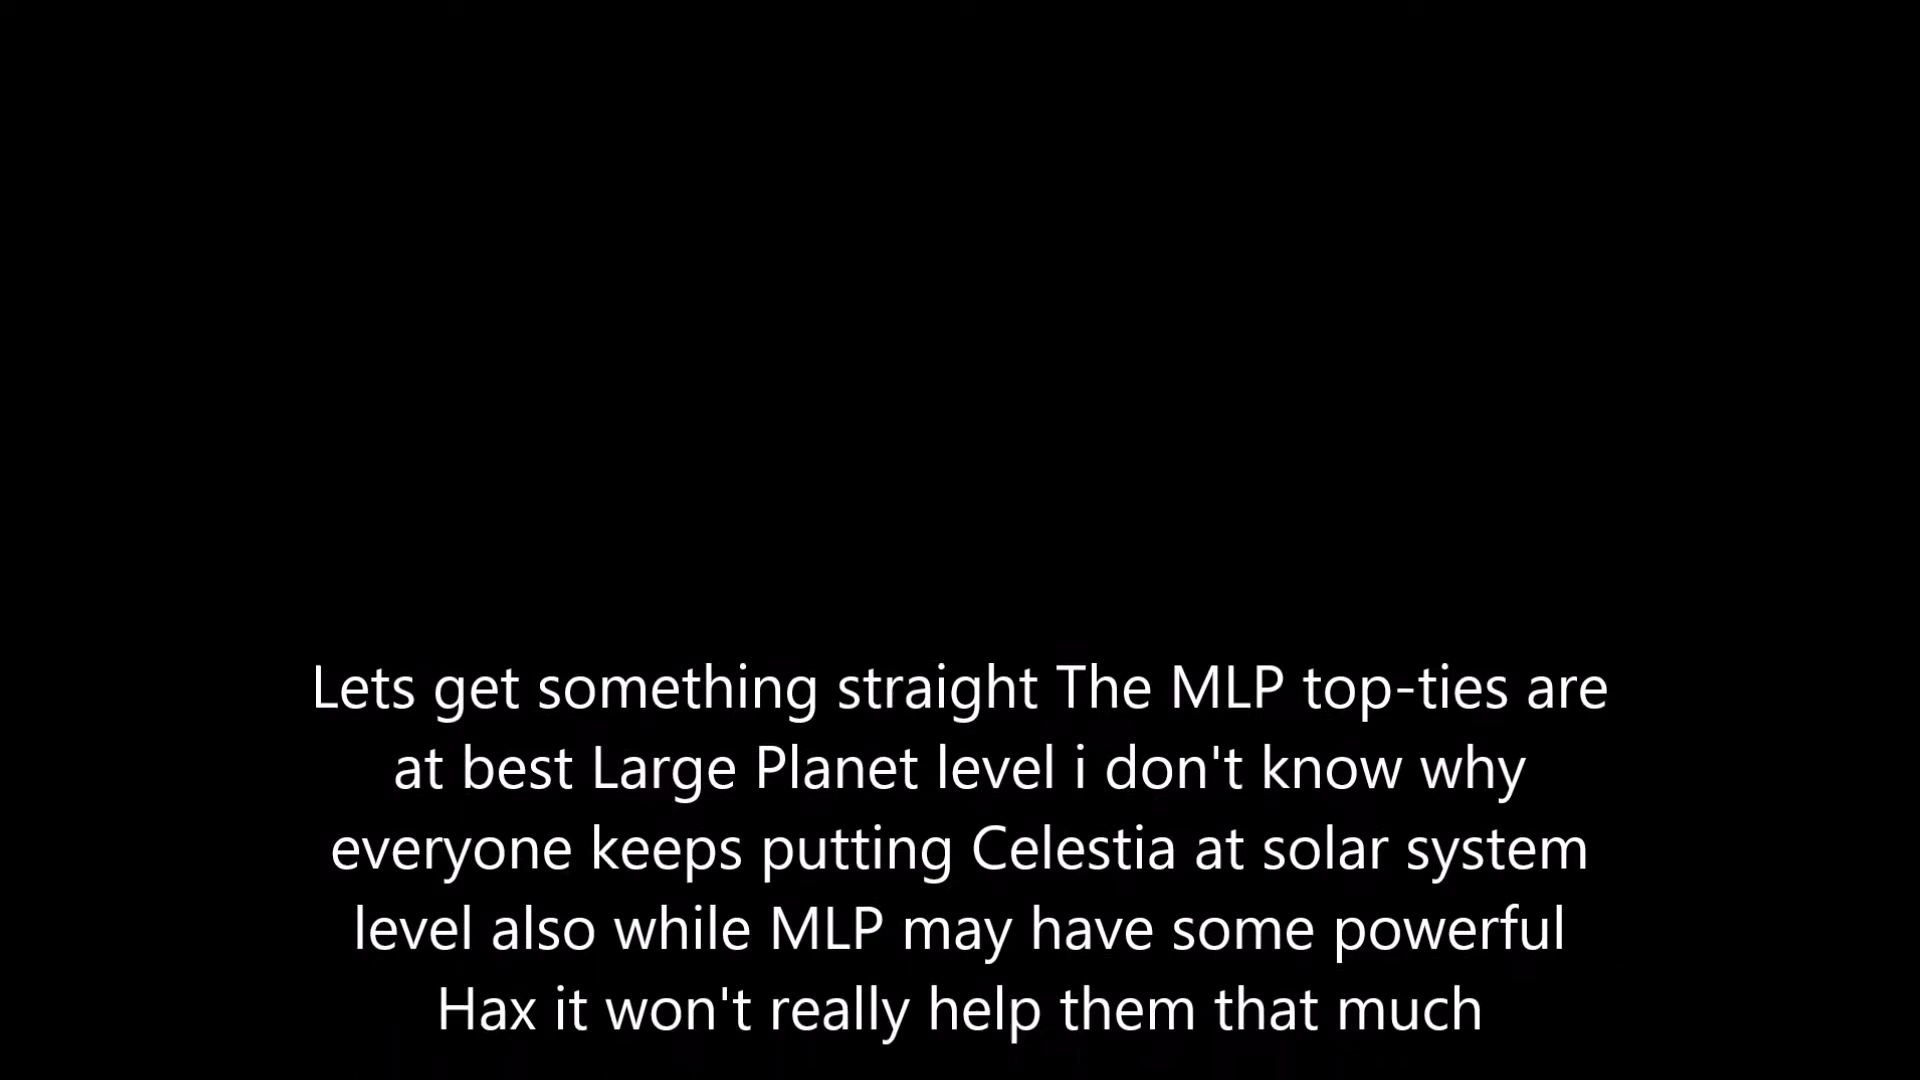 Lets get something straight The MLP top-ties are
at best Large Planet level i don't know why
everyone keeps putting Celestia at solar system
level also while MLP may have some powerful
Hax it won't really help them that much